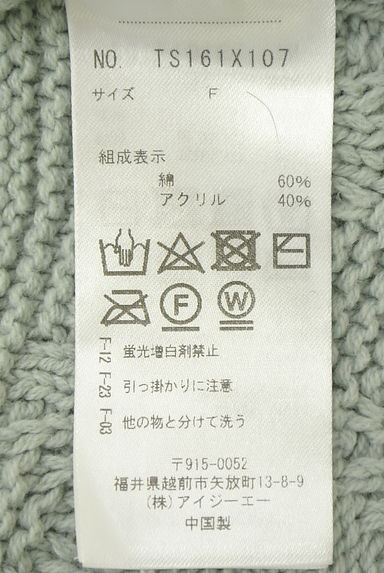 NO. TS161X107
サイズ F
組成表示
綿 60%
アクリル 40%
F
W
F-12 蛍光増白剤禁止
F-23 引っ掛かりに注意
F-03 他の物と分けて洗う
〒915-0052
福井県越前市矢放町13-8-9
(株)アイジーエー
中国製